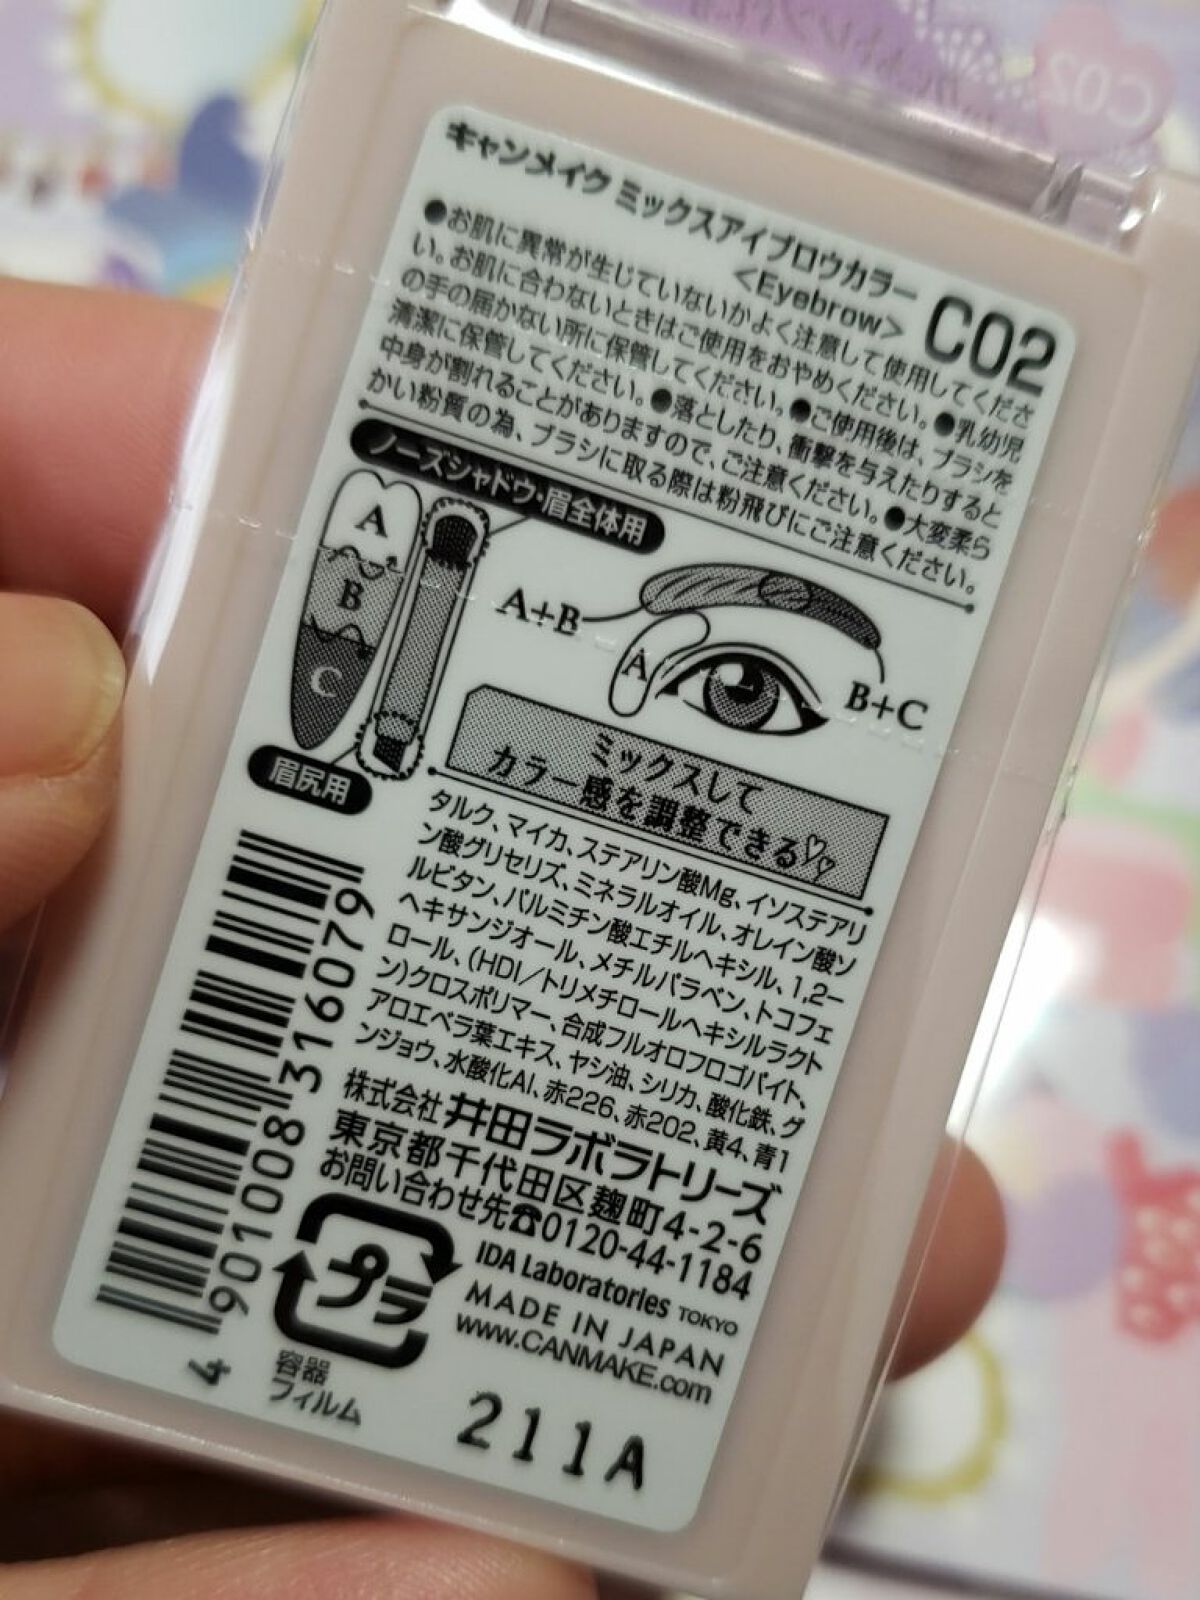 C02
キャンメイク ミックスアイブロウカラー
<Eyebrow>
C02
●お肌に異常が生じていないかよく注意して使用してくださ
い。お肌に合わないときはご使用をおやめください。●乳幼児
の手の届かない所に保管してください。●ご使用後は、ブラシを
清潔に保管してください。●落としたり、衝撃を与えたりすると
中身が割れることがありますので、ご注意ください。●大変柔ら
かい粉質の為、ブラシに取る際は粉飛びにご注意ください。
ノーズシャドウ・眉全体用
A
B
C
A+B
A
B+C
眉尻用
ミックスして
カラー感を調整できる♡♡
タルク、マイカ、ステアリン酸Mg、イソステアリ
ン酸グリセリズ、ミネラルオイル、オレイン酸ソ
ルビタン、パルミチン酸エチルヘキシル、1,2-
ヘキサンジオール、メチルパラベン、トコフェ
ロール、(HDI/トリメチロールヘキシルラクト
ン)クロスポリマー、合成フルオロフロゴパイト、
アロエベラ葉エキス、ヤシ油、シリカ、酸化鉄、グ
ンジョウ、水酸化Al、赤226、赤202、黄4、青1
株式会社 井田ラボラトリーズ
東京都千代田区麹町4-2-6
お問い合わせ先☎0120-44-1184
IDA Laboratories TOKYO
MADE IN JAPAN
www.CANMAKE.com
4 901008 316079
プラ
容器
フィルム
211A